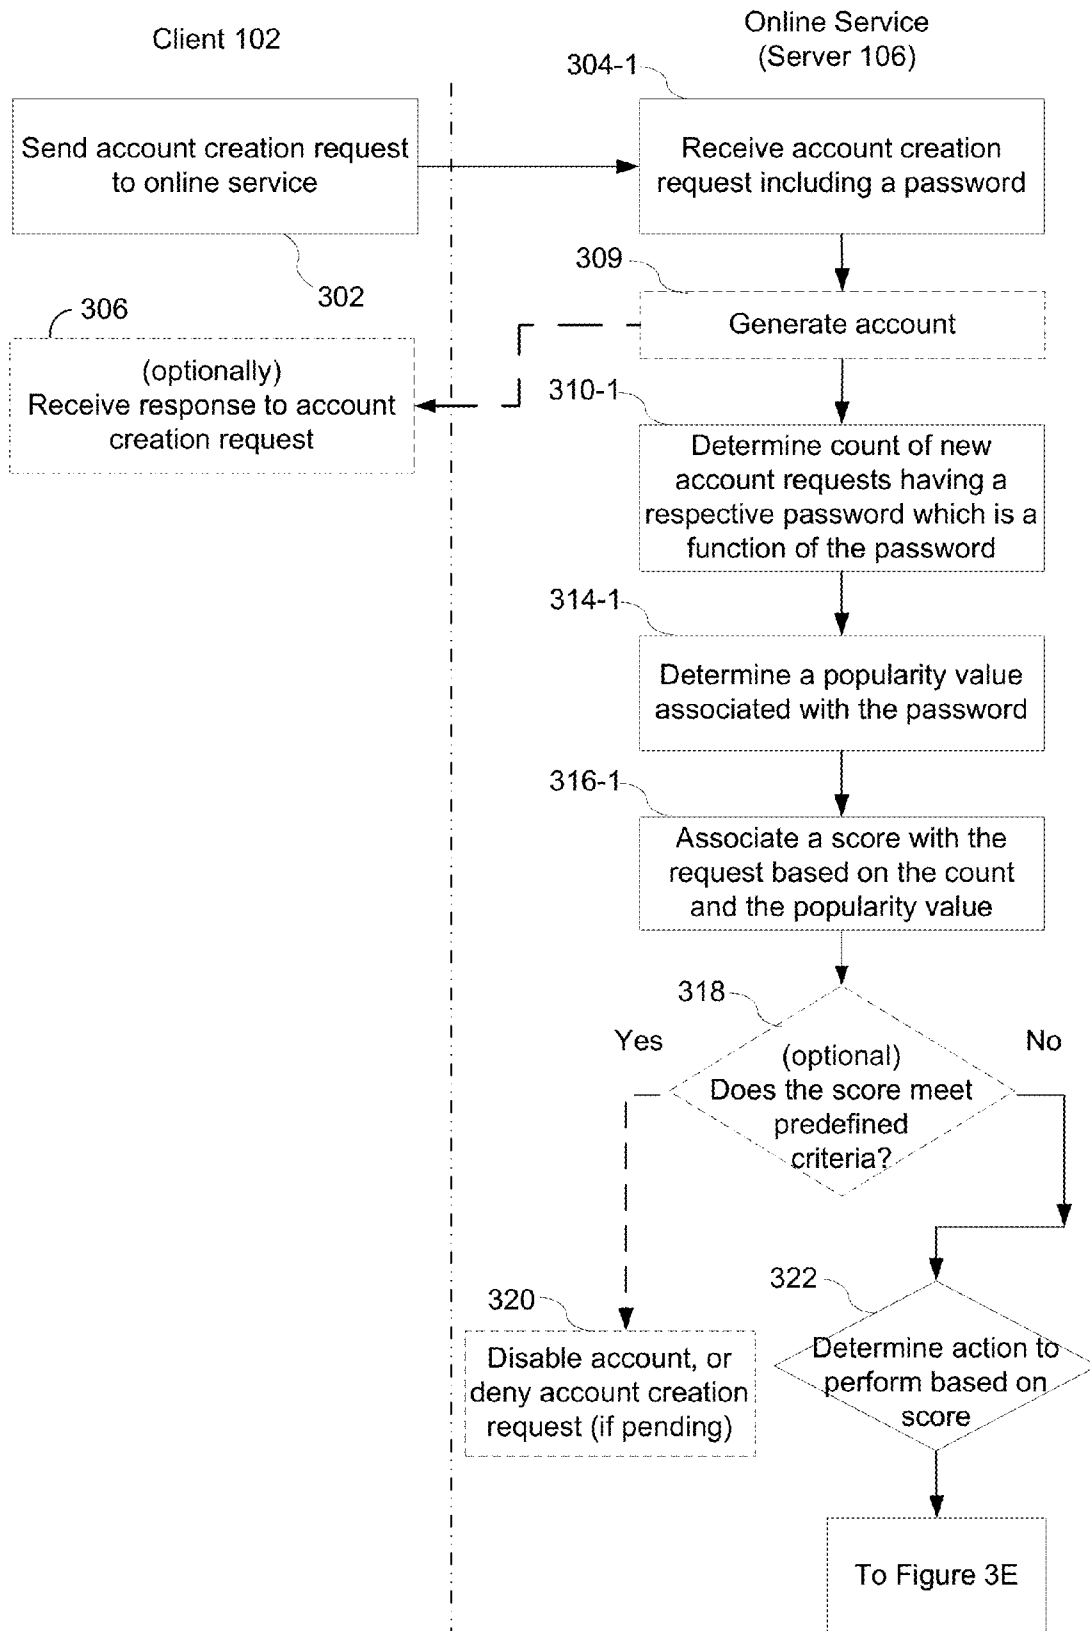 Client 102
Online Service
(Server 106)
304-1
Send account creation request
to online service
Receive account creation
request including a password
302
309
306
Generate account
(optionally)
Receive response to account
creation request
310-1
Determine count of new
account requests having a
respective password which is a
function of the password
314-1
Determine a popularity value
associated with the password
316-1
Associate a score with the
request based on the count
and the popularity value
318
Yes
No
(optional)
Does the score meet
predefined
criteria?
320
322
Disable account, or
deny account creation
request (if pending)
Determine action to
perform based on
score
To Figure 3E